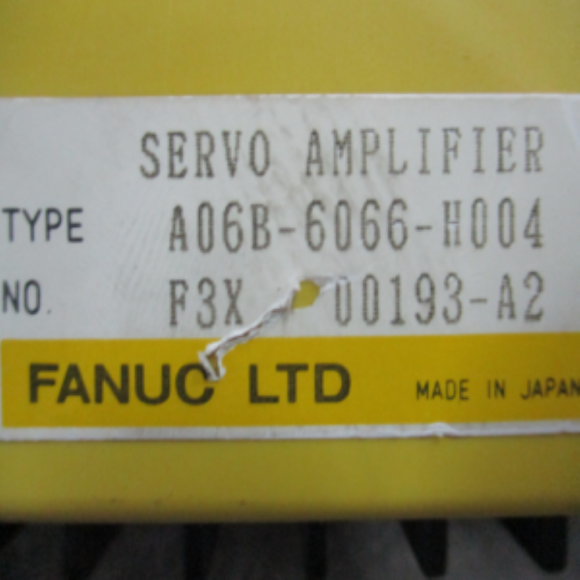 SERVO AMPLIFIER
TYPE A06B-6066-H004
NO. F3X 00193-A2
FANUC LTD MADE IN JAPAN